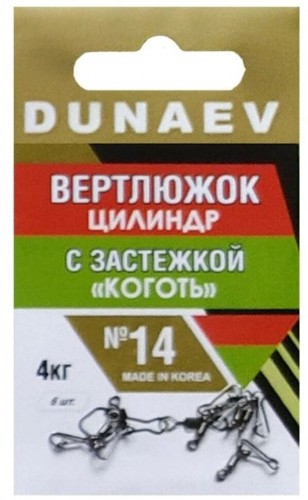 DUNAEV
ВЕРТЛЮЖОК
ЦИЛИНДР
С ЗАСТЕЖКОЙ
«КОГОТЬ»
№14
4КГ
MADE IN KOREA
6 шт.